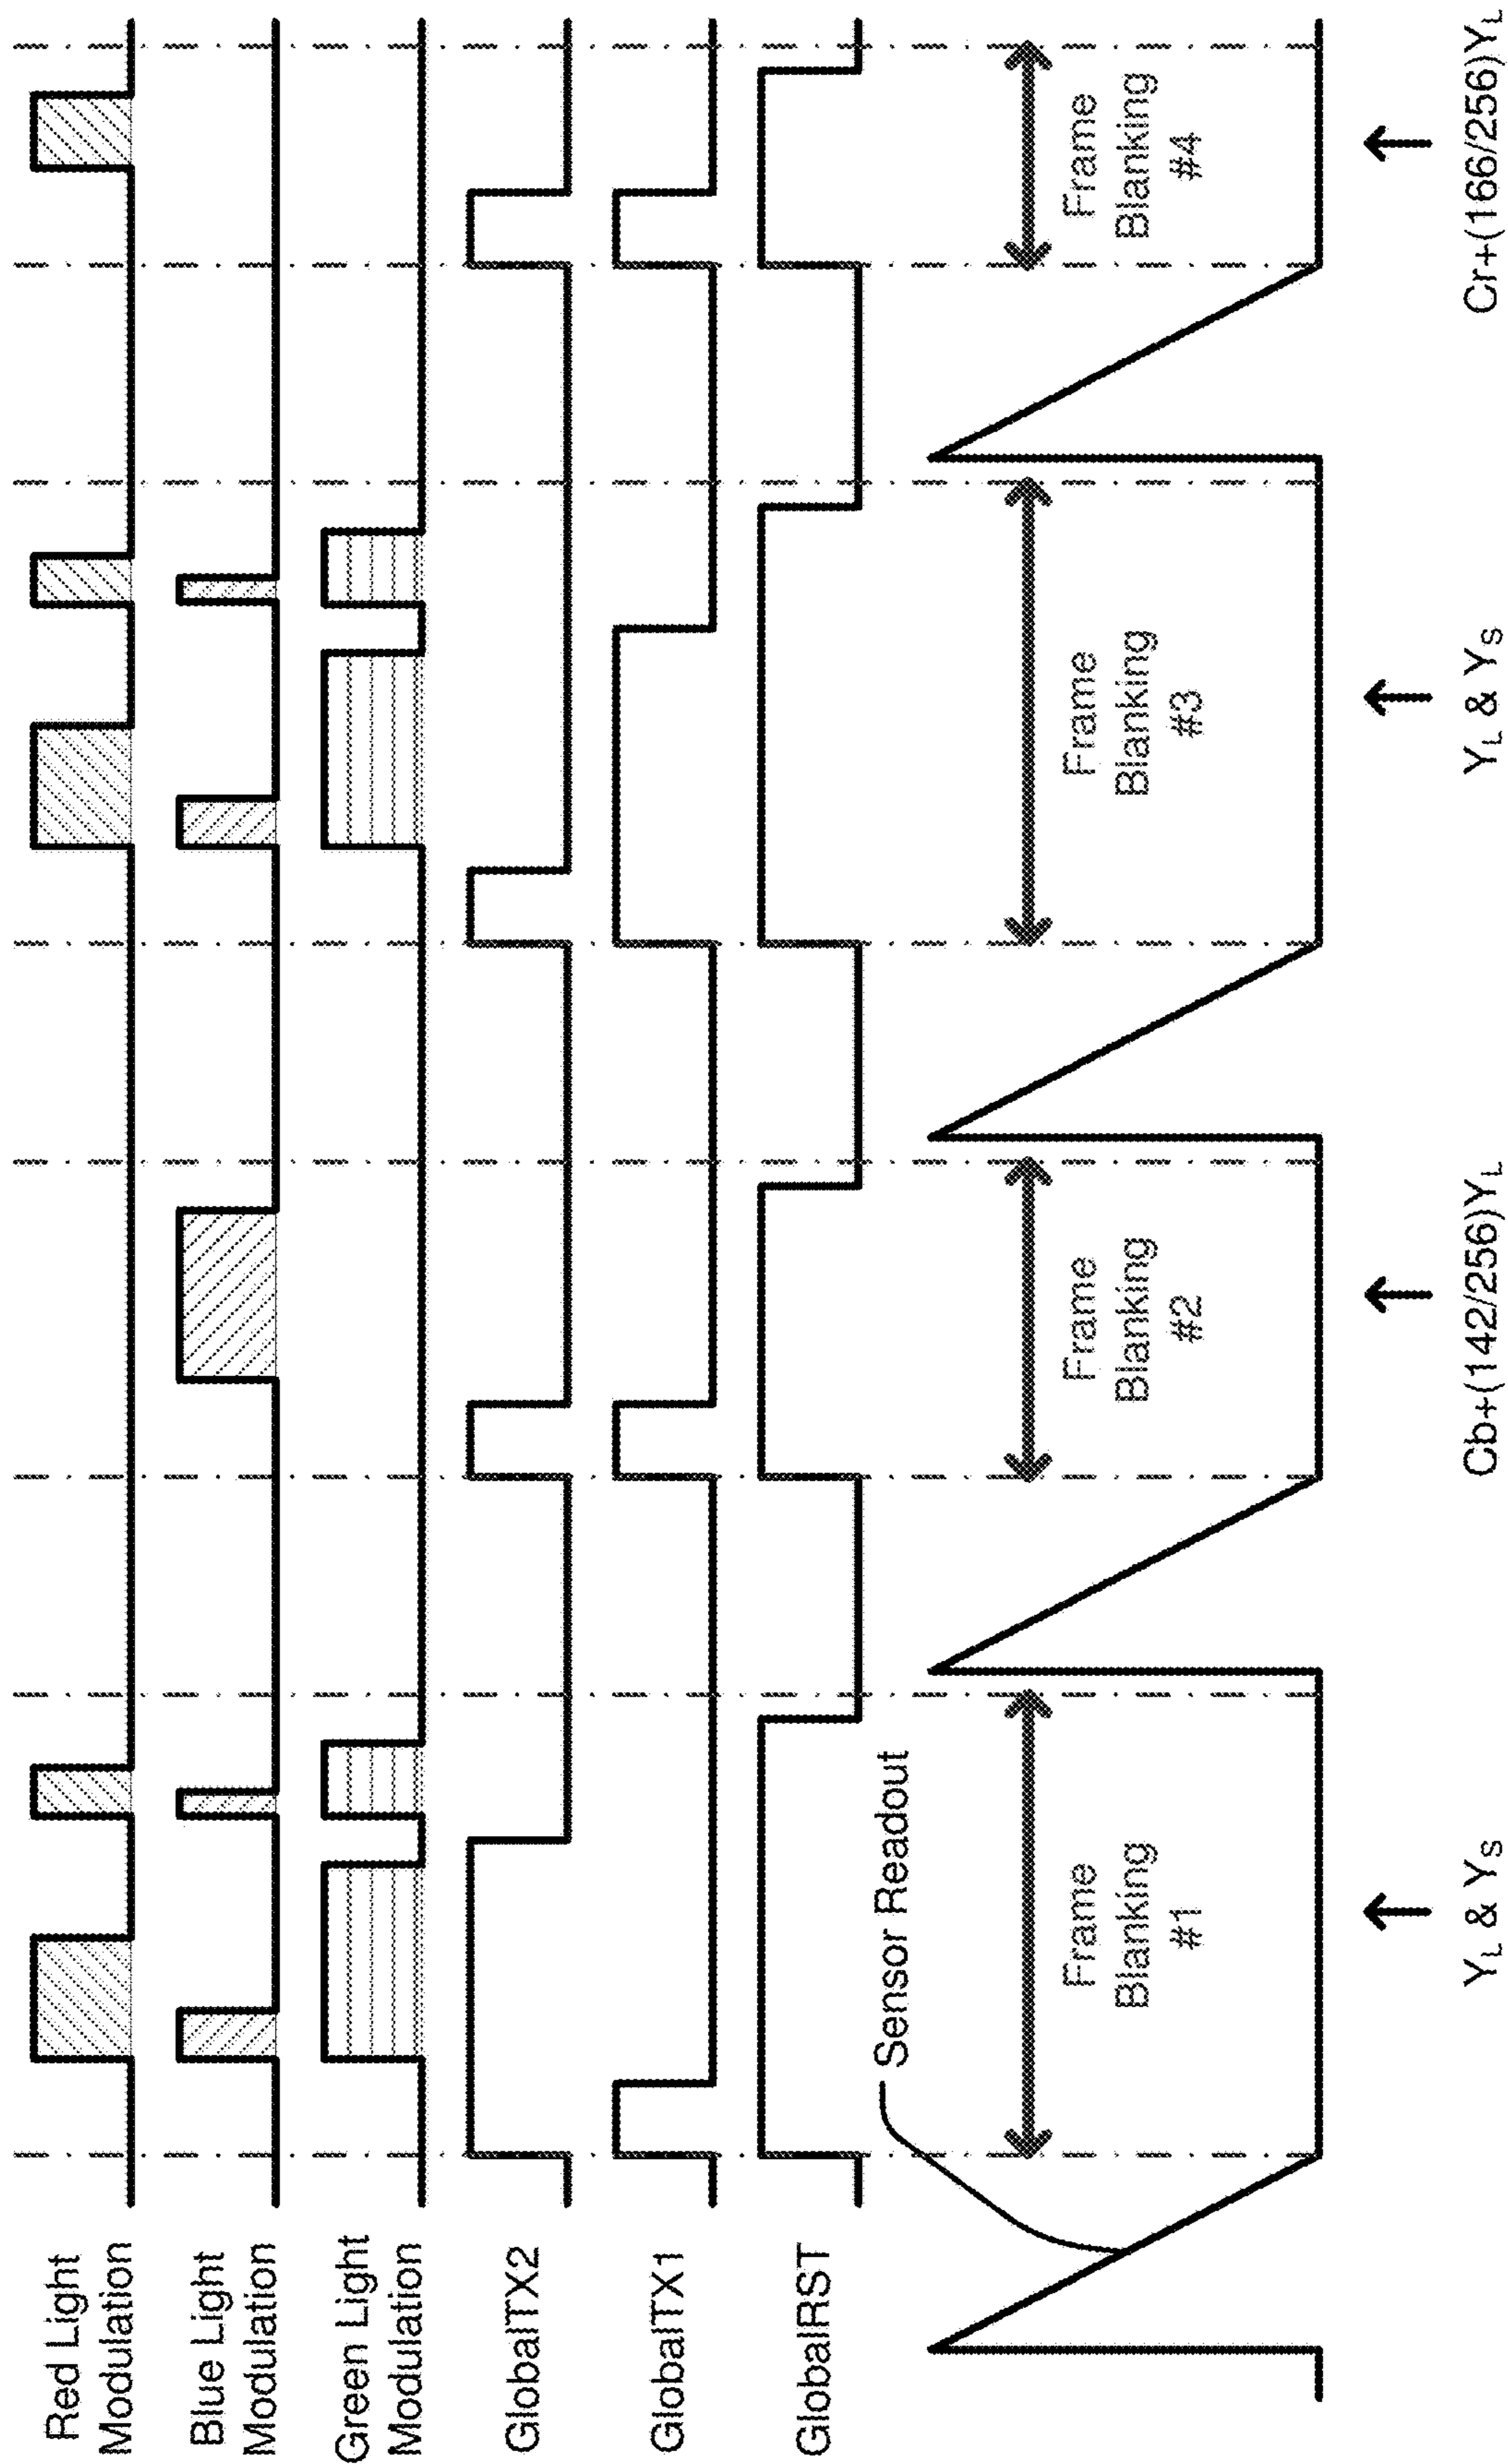 Red Light
Modulation
Blue Light
Modulation
Green Light
Modulation
GlobalTX2
GlobalTX1
GlobalRST
Sensor Readout
Frame
Blanking
#1
Frame
Blanking
#2
Frame
Blanking
#3
Frame
Blanking
#4
YL & YS
Cb+(142/256)YL
YL & YS
Cr+(166/256)YL